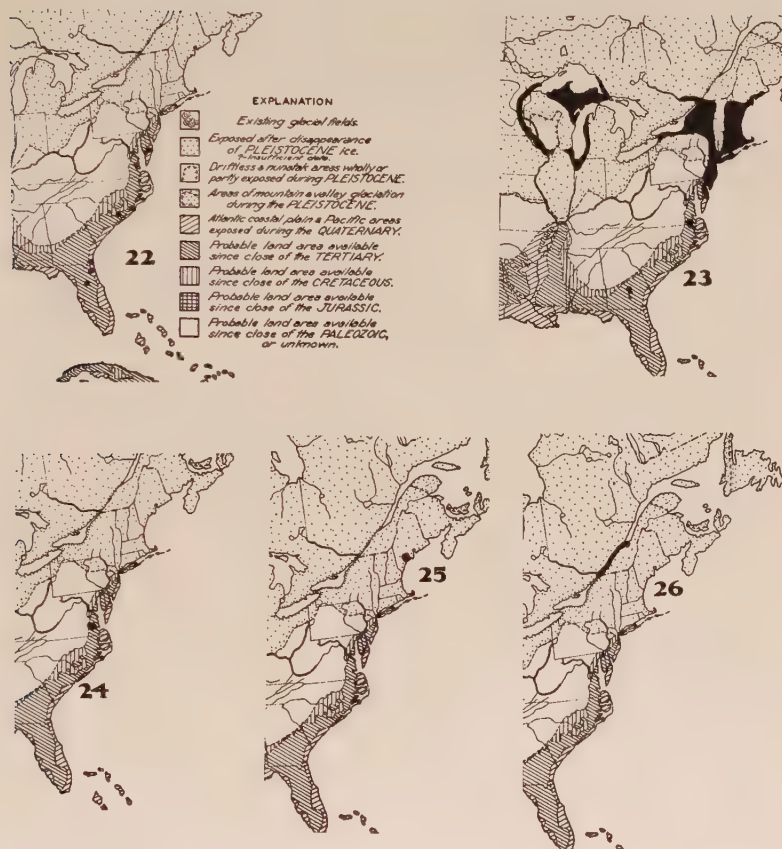 EXPLANATION
Existing glacial fields.
Exposed after disappearance
of PLEISTOCENE ice.
?-Insufficient data.
Driftless & nunatak areas wholly or
partly exposed during PLEISTOCENE.
Areas of mountain & valley glaciation
during the PLEISTOCENE.
Atlantic coastal plain & Pacific areas
exposed during the QUATERNARY.
Probable land area available
since close of the TERTIARY.
Probable land area available
since close of the CRETACEOUS.
Probable land area available
since close of the JURASSIC.
Probable land area available
since close of the PALEOZOIC,
or unknown.
22
23
24
25
26